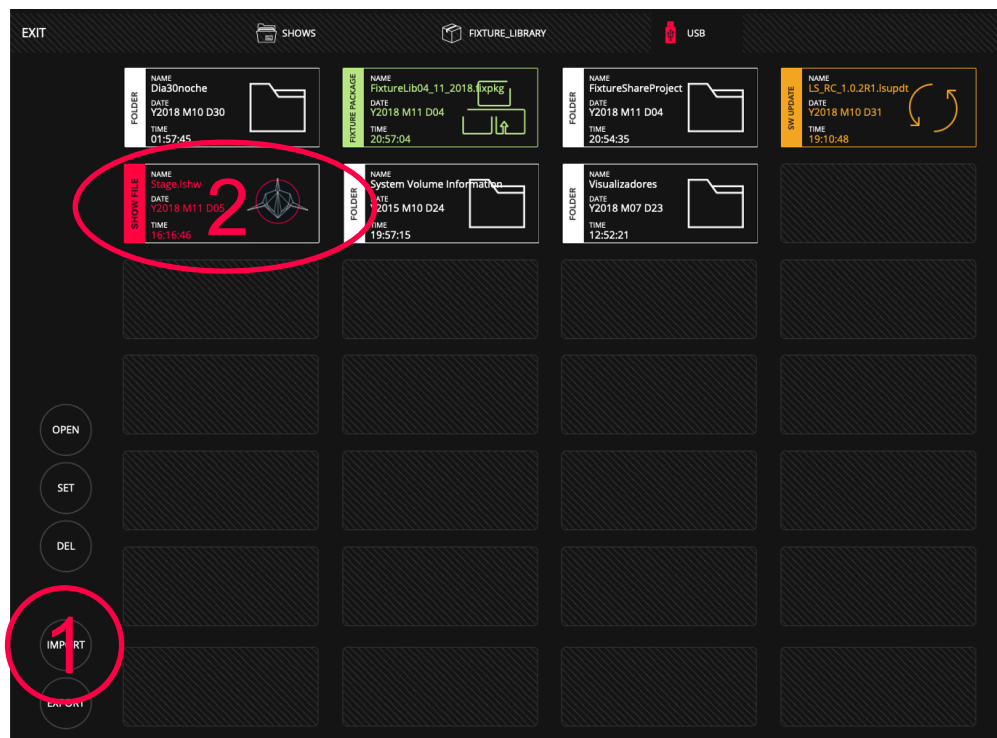 EXIT
SHOWS
FIXTURE_LIBRARY
USB
FOLDER
NAME
Dia30noche
DATE
Y2018 M10 D30
TIME
01:57:45
FIXTURE PACKAGE
NAME
FixtureLib04_11_2018.fixpkg
DATE
Y2018 M11 D04
TIME
20:57:04
FOLDER
NAME
FixtureShareProject
DATE
Y2018 M11 D04
TIME
20:54:35
SW UPDATE
NAME
LS_RC_1.0.2R1.lsupdt
DATE
Y2018 M10 D31
TIME
19:10:48
SHOW FILE
NAME
Stage.lshw
DATE
Y2018 M11 D05
TIME
16:16:46
2
FOLDER
NAME
System Volume Information
DATE
Y2015 M10 D24
TIME
19:57:15
FOLDER
NAME
Visualizadores
DATE
Y2018 M07 D23
TIME
12:52:21
OPEN
SET
DEL
IMPORT
1
EXPORT